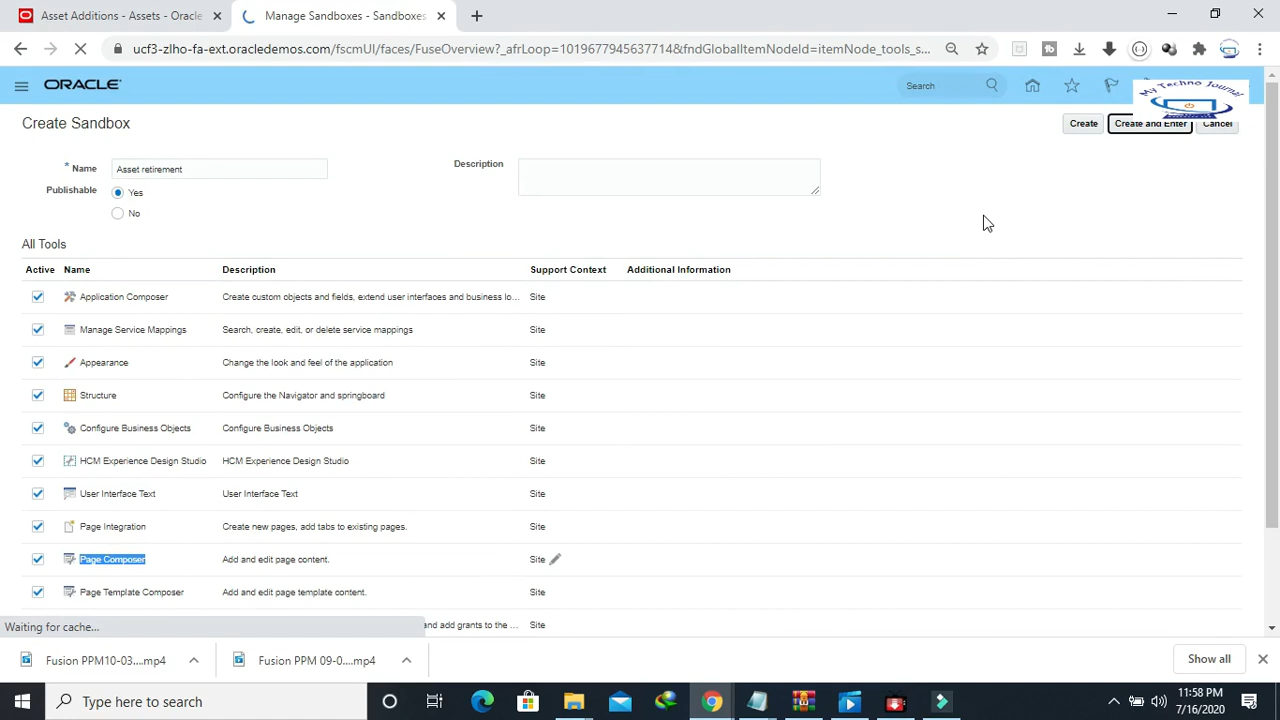 Asset Additions - Assets - Oracle
Manage Sandboxes - Sandboxes
ucf3-zlho-fa-ext.oracledemos.com/fscmUI/faces/FuseOverview?_afrLoop=1019677945637714&fndGlobalItemNodeId=itemNode_tools_s...
ORACLE
Search
My Techno Journal
Create Sandbox
Create
Create and Enter
Cancel
* Name
Asset retirement
Description
Publishable
Yes
No
All Tools
Active Name Description Support Context Additional Information
Application Composer Create custom objects and fields, extend user interfaces and business lo... Site
Manage Service Mappings Search, create, edit, or delete service mappings Site
Appearance Change the look and feel of the application Site
Structure Configure the Navigator and springboard Site
Configure Business Objects Configure Business Objects Site
HCM Experience Design Studio HCM Experience Design Studio Site
User Interface Text User Interface Text Site
Page Integration Create new pages, add tabs to existing pages. Site
Page Composer Add and edit page content. Site
Page Template Composer Add and edit page template content. Site
Waiting for cache...
and add grants to the ... Site
Fusion PPM10-03....mp4
Fusion PPM 09-0....mp4
Show all
Type here to search
11:58 PM
7/16/2020